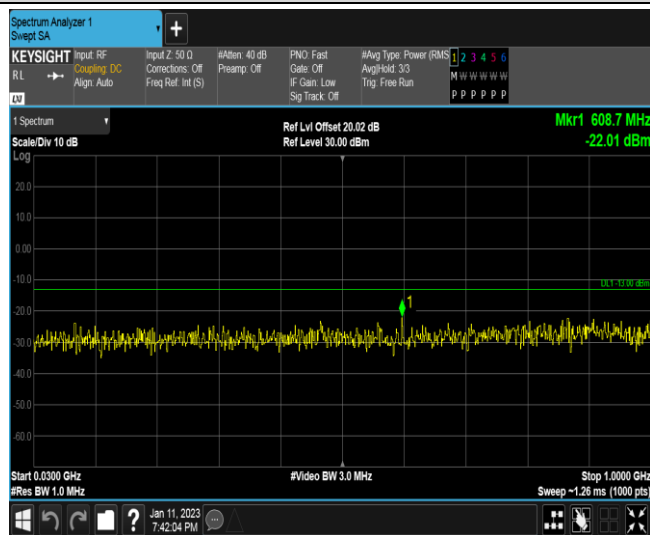 Spectrum Analyzer 1
Swept SA
+
KEYSIGHT
RL
LXI
Input: RF
Coupling: DC
Align: Auto
Input Z: 50 Ω
Corrections: Off
Freq Ref: Int (S)
#Atten: 40 dB
Preamp: Off
PNO: Fast
Gate: Off
IF Gain: Low
Sig Track: Off
#Avg Type: Power (RMS
Avg|Hold: 3/3
Trig: Free Run
1 2 3 4 5 6
M W W W W W
P P P P P P
1 Spectrum
Scale/Div 10 dB
Log
Ref Lvl Offset 20.02 dB
Ref Level 30.00 dBm
Mkr1 608.7 MHz
-22.01 dBm
20.0
10.0
0.00
-10.0
DL1 -13.00 dBm
1
-20.0
-30.0
-40.0
-50.0
-60.0
Start 0.0300 GHz
#Res BW 1.0 MHz
#Video BW 3.0 MHz
Stop 1.0000 GHz
Sweep ~1.26 ms (1000 pts)
?
Jan 11, 2023
7:42:04 PM